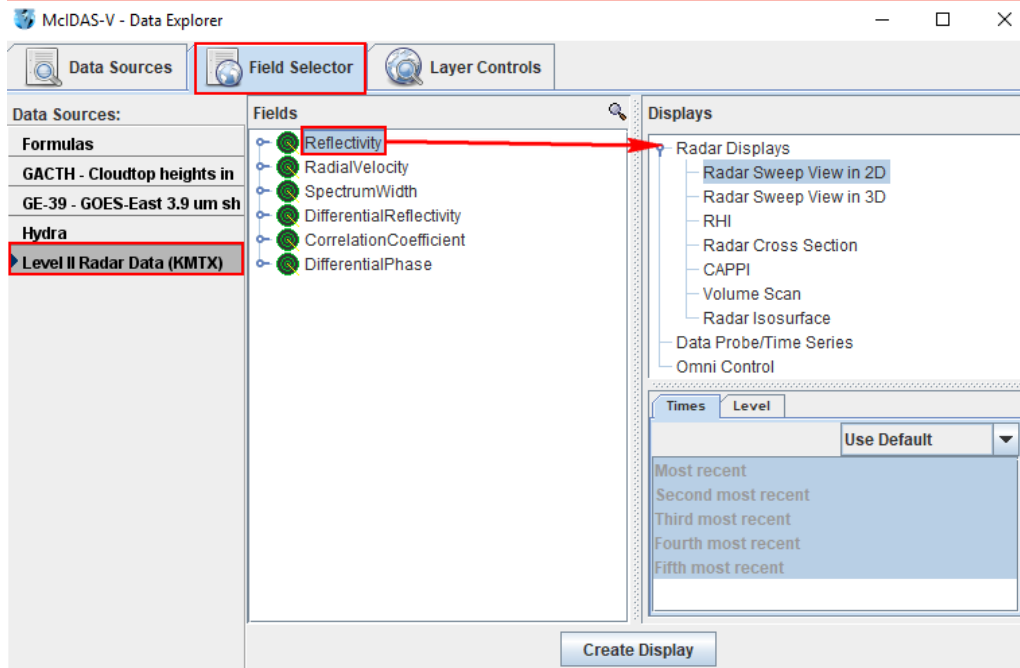 McIDAS-V - Data Explorer
Data Sources
Field Selector
Layer Controls
Data Sources:
Formulas
GACTH - Cloudtop heights in
GE-39 - GOES-East 3.9 um sh
Hydra
Level II Radar Data (KMTX)
Fields
Reflectivity
RadialVelocity
SpectrumWidth
DifferentialReflectivity
CorrelationCoefficient
DifferentialPhase
Displays
Radar Displays
Radar Sweep View in 2D
Radar Sweep View in 3D
RHI
Radar Cross Section
CAPPI
Volume Scan
Radar Isosurface
Data Probe/Time Series
Omni Control
Times
Level
Use Default
Most recent
Second most recent
Third most recent
Fourth most recent
Fifth most recent
Create Display